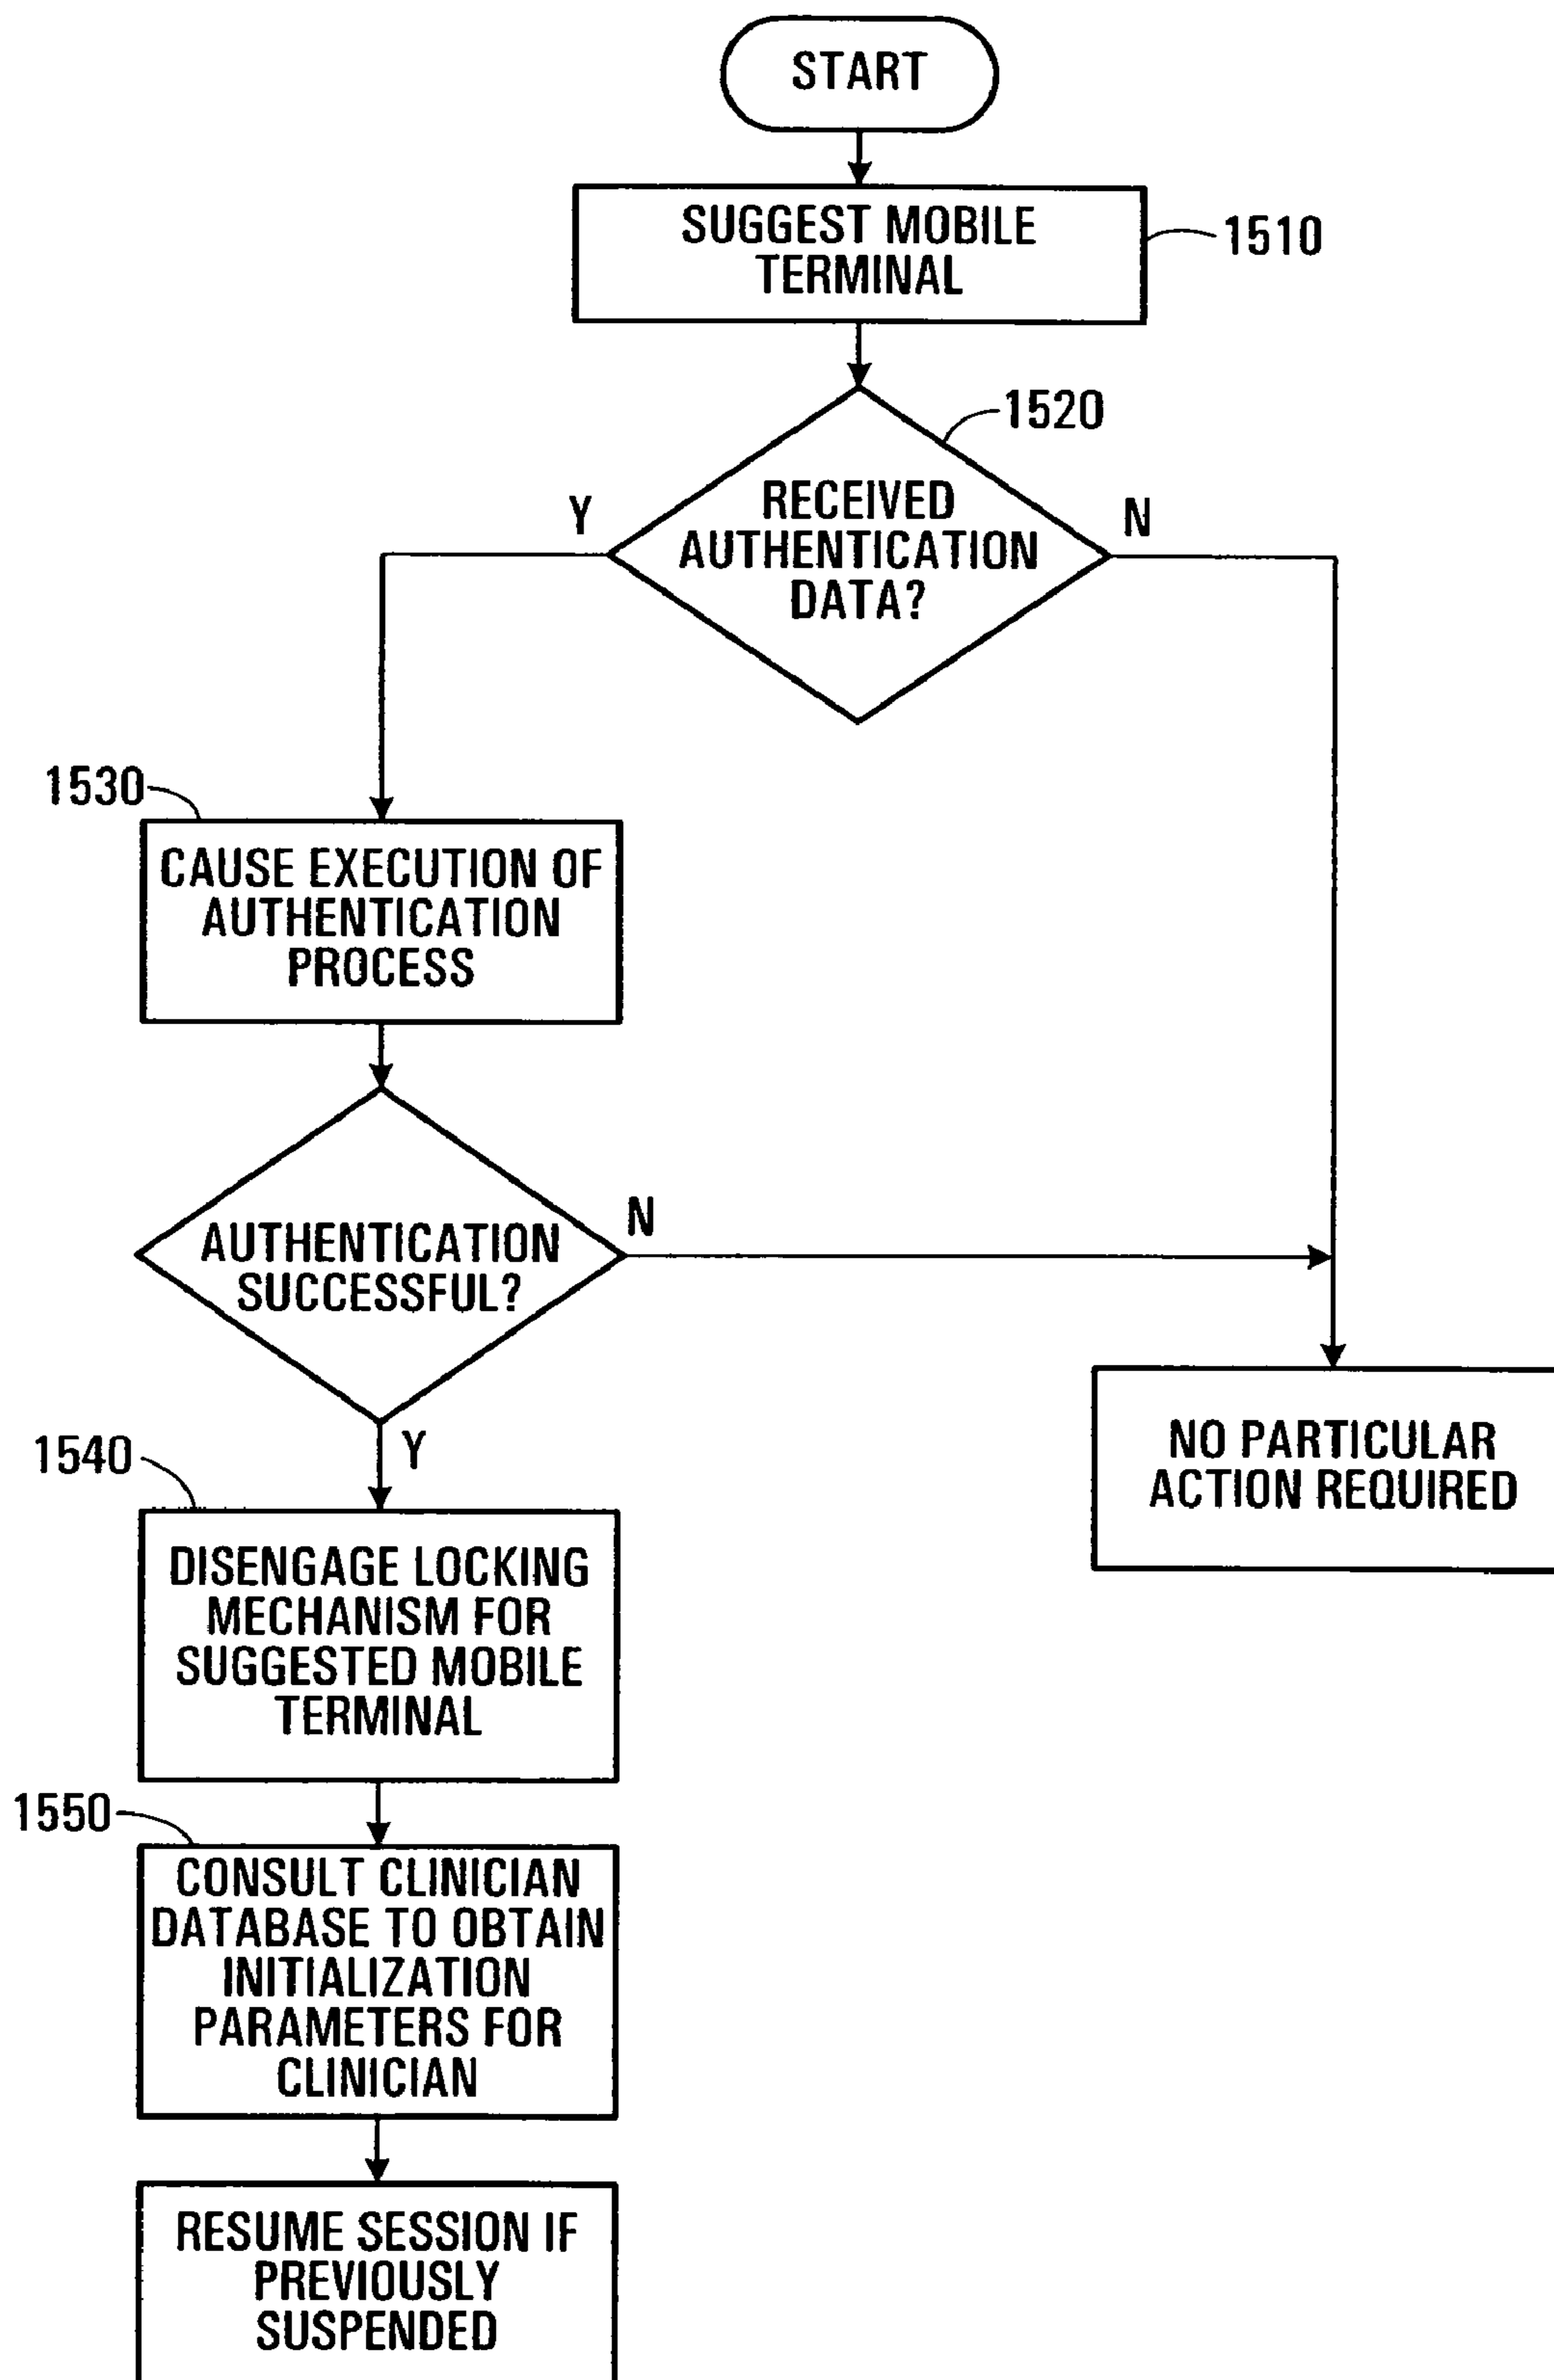 START
SUGGEST MOBILE
TERMINAL
1510
1520
RECEIVED
AUTHENTICATION
DATA?
Y
N
1530
CAUSE EXECUTION OF
AUTHENTICATION
PROCESS
AUTHENTICATION
SUCCESSFUL?
N
Y
NO PARTICULAR
ACTION REQUIRED
1540
DISENGAGE LOCKING
MECHANISM FOR
SUGGESTED MOBILE
TERMINAL
1550
CONSULT CLINICIAN
DATABASE TO OBTAIN
INITIALIZATION
PARAMETERS FOR
CLINICIAN
RESUME SESSION IF
PREVIOUSLY
SUSPENDED